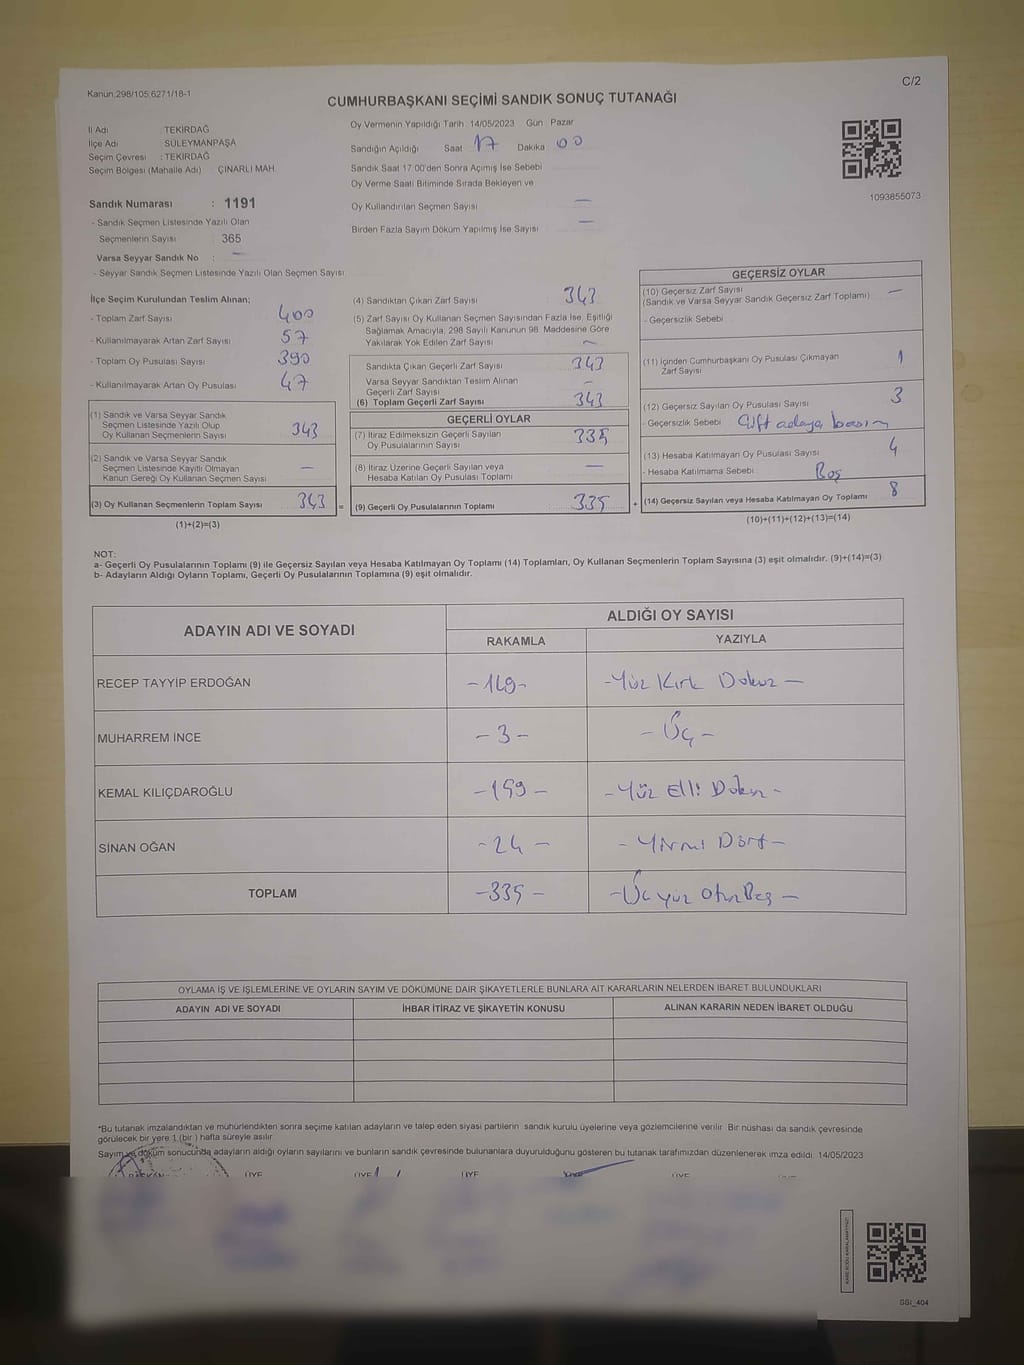 C/2
Kanun:298/105.6271/18-1
CUMHURBAŞKANI SEÇİMİ SANDIK SONUÇ TUTANAĞI
İl Adı : TEKİRDAĞ
İlçe Adı SÜLEYMANPAŞA
Seçim Çevresi : TEKİRDAĞ
Seçim Bölgesi (Mahalle Adı) : ÇINARLI MAH.
Sandık Numarası : 1191
- Sandık Seçmen Listesinde Yazılı Olan
Seçmenlerin Sayısı : 365
Varsa Seyyar Sandık No : –
- Seyyar Sandık Seçmen Listesinde Yazılı Olan Seçmen Sayısı:
Oy Vermenin Yapıldığı Tarih: 14/05/2023 Gün : Pazar
Sandığın Açıldığı Saat 17 Dakika 00
Sandık Saat 17:00'den Sonra Açımış İse Sebebi
Oy Verme Saati Bitiminde Sırada Bekleyen ve
Oy Kullandırılan Seçmen Sayısı –
Birden Fazla Sayım Döküm Yapılmış İse Sayısı –
1093855073
İlçe Seçim Kurulundan Teslim Alınan;
- Toplam Zarf Sayısı 400
- Kullanılmayarak Artan Zarf Sayısı 57
- Toplam Oy Pusulası Sayısı 390
- Kullanılmayarak Artan Oy Pusulası 47
(1) Sandık ve Varsa Seyyar Sandık
Seçmen Listesinde Yazılı Olup
Oy Kullanan Seçmenlerin Sayısı 343
(2) Sandık ve Varsa Seyyar Sandık
Seçmen Listesinde Kayıtlı Olmayan
Kanun Gereği Oy Kullanan Seçmen Sayısı –
(3) Oy Kullanan Seçmenlerin Toplam Sayısı 343 =
(1)+(2)=(3)
(4) Sandıktan Çıkan Zarf Sayısı 343
(5) Zarf Sayısı Oy Kullanan Seçmen Sayısından Fazla İse, Eşitliği
Sağlamak Amacıyla, 298 Sayılı Kanunun 98. Maddesine Göre
Yakılarak Yok Edilen Zarf Sayısı –
Sandıkta Çıkan Geçerli Zarf Sayısı 343
Varsa Seyyar Sandıktan Teslim Alınan
Geçerli Zarf Sayısı –
(6) Toplam Geçerli Zarf Sayısı 343
GEÇERLİ OYLAR
(7) İtiraz Edilmeksizin Geçerli Sayılan
Oy Pusulalarının Sayısı 335
(8) İtiraz Üzerine Geçerli Sayılan veya
Hesaba Katılan Oy Pusulası Toplamı –
(9) Geçerli Oy Pusulalarının Toplamı 335 +
GEÇERSİZ OYLAR
(10) Geçersiz Zarf Sayısı –
(Sandık ve Varsa Seyyar Sandık Geçersiz Zarf Toplamı)
- Geçersizlik Sebebi :
(11) İçinden Cumhurbaşkanı Oy Pusulası Çıkmayan
Zarf Sayısı 1
(12) Geçersiz Sayılan Oy Pusulası Sayısı 3
- Geçersizlik Sebebi : Çift adaya basım
(13) Hesaba Katılmayan Oy Pusulası Sayısı 4
- Hesaba Katılmama Sebebi : Boş
(14) Geçersiz Sayılan veya Hesaba Katılmayan Oy Toplamı 8
(10)+(11)+(12)+(13)=(14)
NOT:
a- Geçerli Oy Pusulalarının Toplamı (9) ile Geçersiz Sayılan veya Hesaba Katılmayan Oy Toplamı (14) Toplamları, Oy Kullanan Seçmenlerin Toplam Sayısına (3) eşit olmalıdır. (9)+(14)=(3)
b- Adayların Aldığı Oyların Toplamı, Geçerli Oy Pusulalarının Toplamına (9) eşit olmalıdır.
ADAYIN ADI VE SOYADI
ALDIĞI OY SAYISI
RAKAMLA YAZIYLA
RECEP TAYYİP ERDOĞAN -149- -Yüz Kırk Dokuz-
MUHARREM İNCE -3- -Üç-
KEMAL KILIÇDAROĞLU -159- -Yüz Elli Dokuz-
SİNAN OĞAN -24- -Yirmi Dört-
TOPLAM -335- -Üç yüz Otuz Beş-
OYLAMA İŞ VE İŞLEMLERİNE VE OYLARIN SAYIM VE DÖKÜMÜNE DAİR ŞİKAYETLERLE BUNLARA AİT KARARLARIN NELERDEN İBARET BULUNDUKLARI
ADAYIN ADI VE SOYADI İHBAR İTİRAZ VE ŞİKAYETİN KONUSU ALINAN KARARIN NEDEN İBARET OLDUĞU
*Bu tutanak imzalandıktan ve mühürlendikten sonra seçime katılan adayların ve talep eden siyasi partilerin sandık kurulu üyelerine veya gözlemcilerine verilir. Bir nüshası da sandık çevresinde
görülecek bir yere 1 (bir ) hafta süreyle asılır.
Sayım ve döküm sonucunda adayların aldığı oyların sayılarını ve bunların sandık çevresinde bulunanlara duyurulduğunu gösteren bu tutanak tarafımızdan düzenlenerek imza edildi. 14/05/2023
BAŞKAN ÜYE ÜYE ÜYE ÜYE ÜYE
KARE KODU KARALAMAYINIZ!
SSI_404